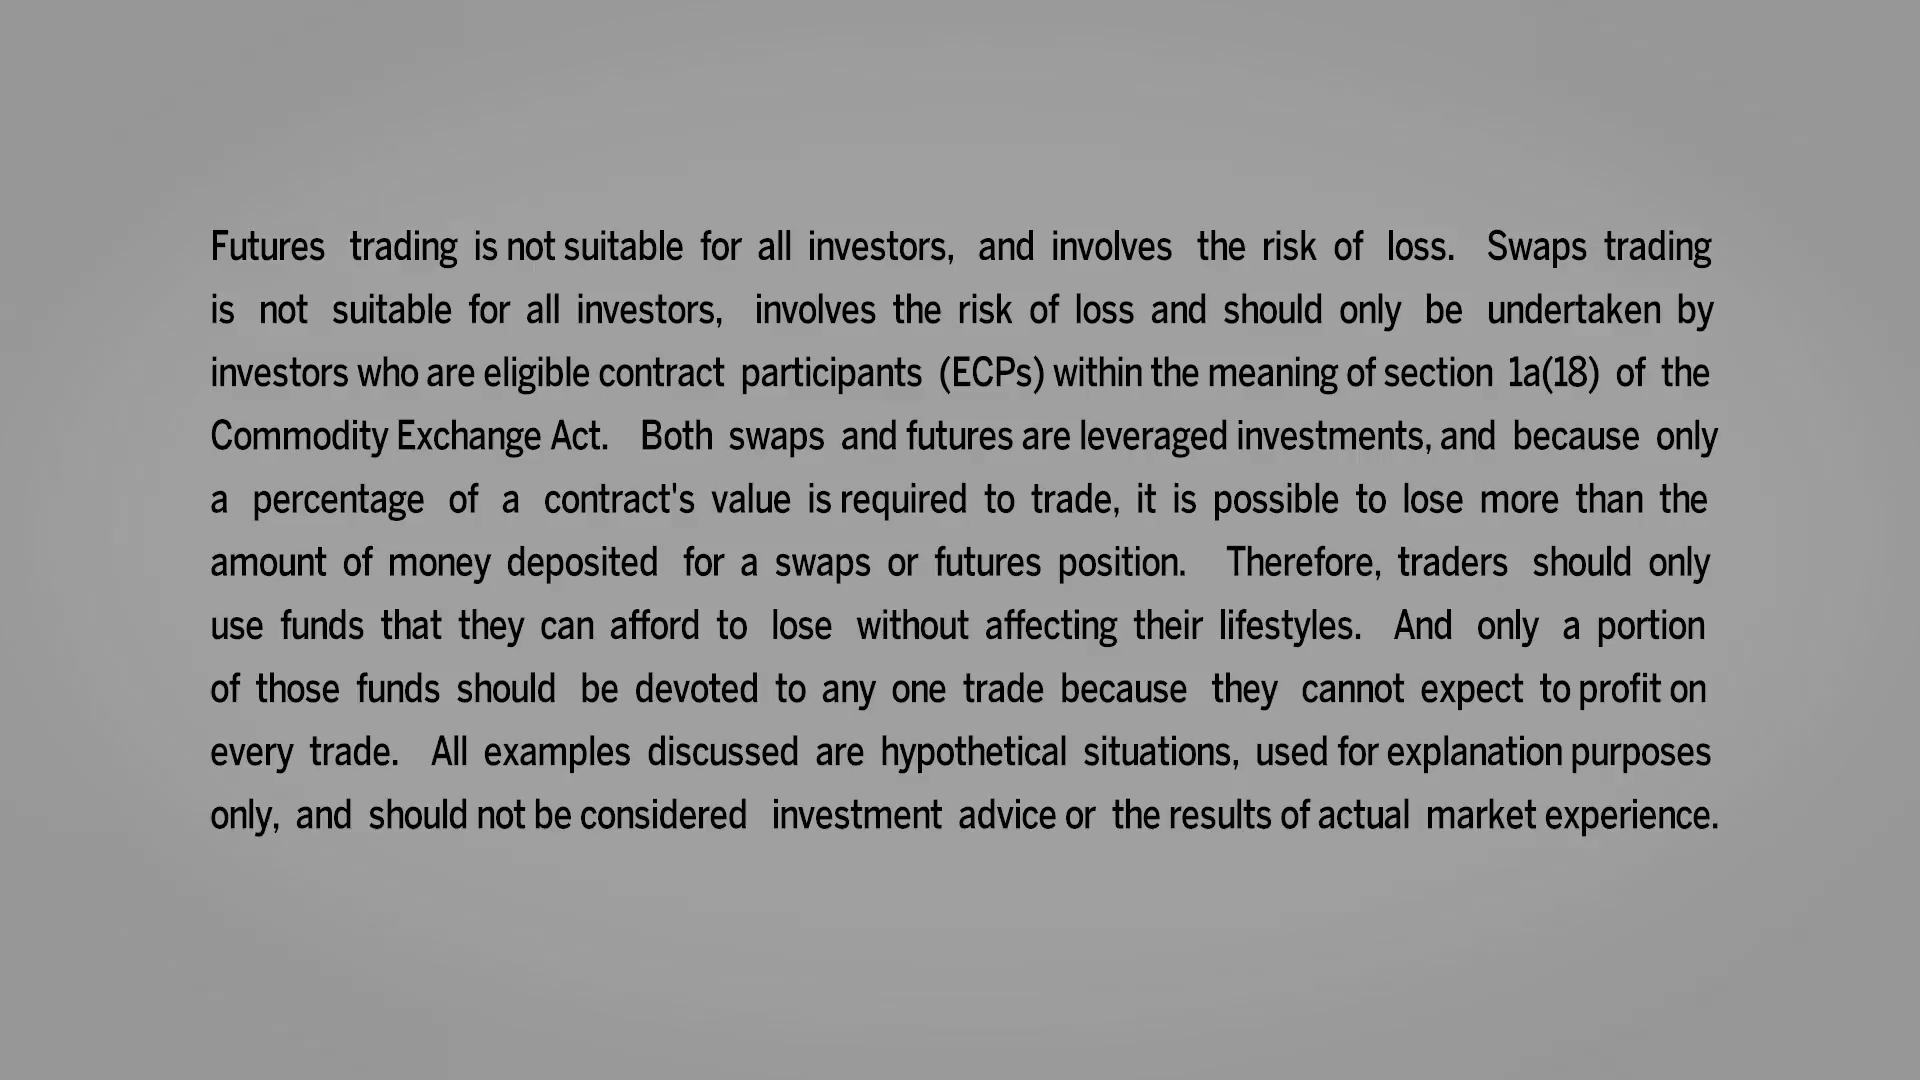 Futures trading is not suitable for all investors, and involves the risk of loss. Swaps trading
is not suitable for all investors, involves the risk of loss and should only be undertaken by
investors who are eligible contract participants (ECPs) within the meaning of section 1a(18) of the
Commodity Exchange Act. Both swaps and futures are leveraged investments, and because only
a percentage of a contract's value is required to trade, it is possible to lose more than the
amount of money deposited for a swaps or futures position. Therefore, traders should only
use funds that they can afford to lose without affecting their lifestyles. And only a portion
of those funds should be devoted to any one trade because they cannot expect to profit on
every trade. All examples discussed are hypothetical situations, used for explanation purposes
only, and should not be considered investment advice or the results of actual market experience.